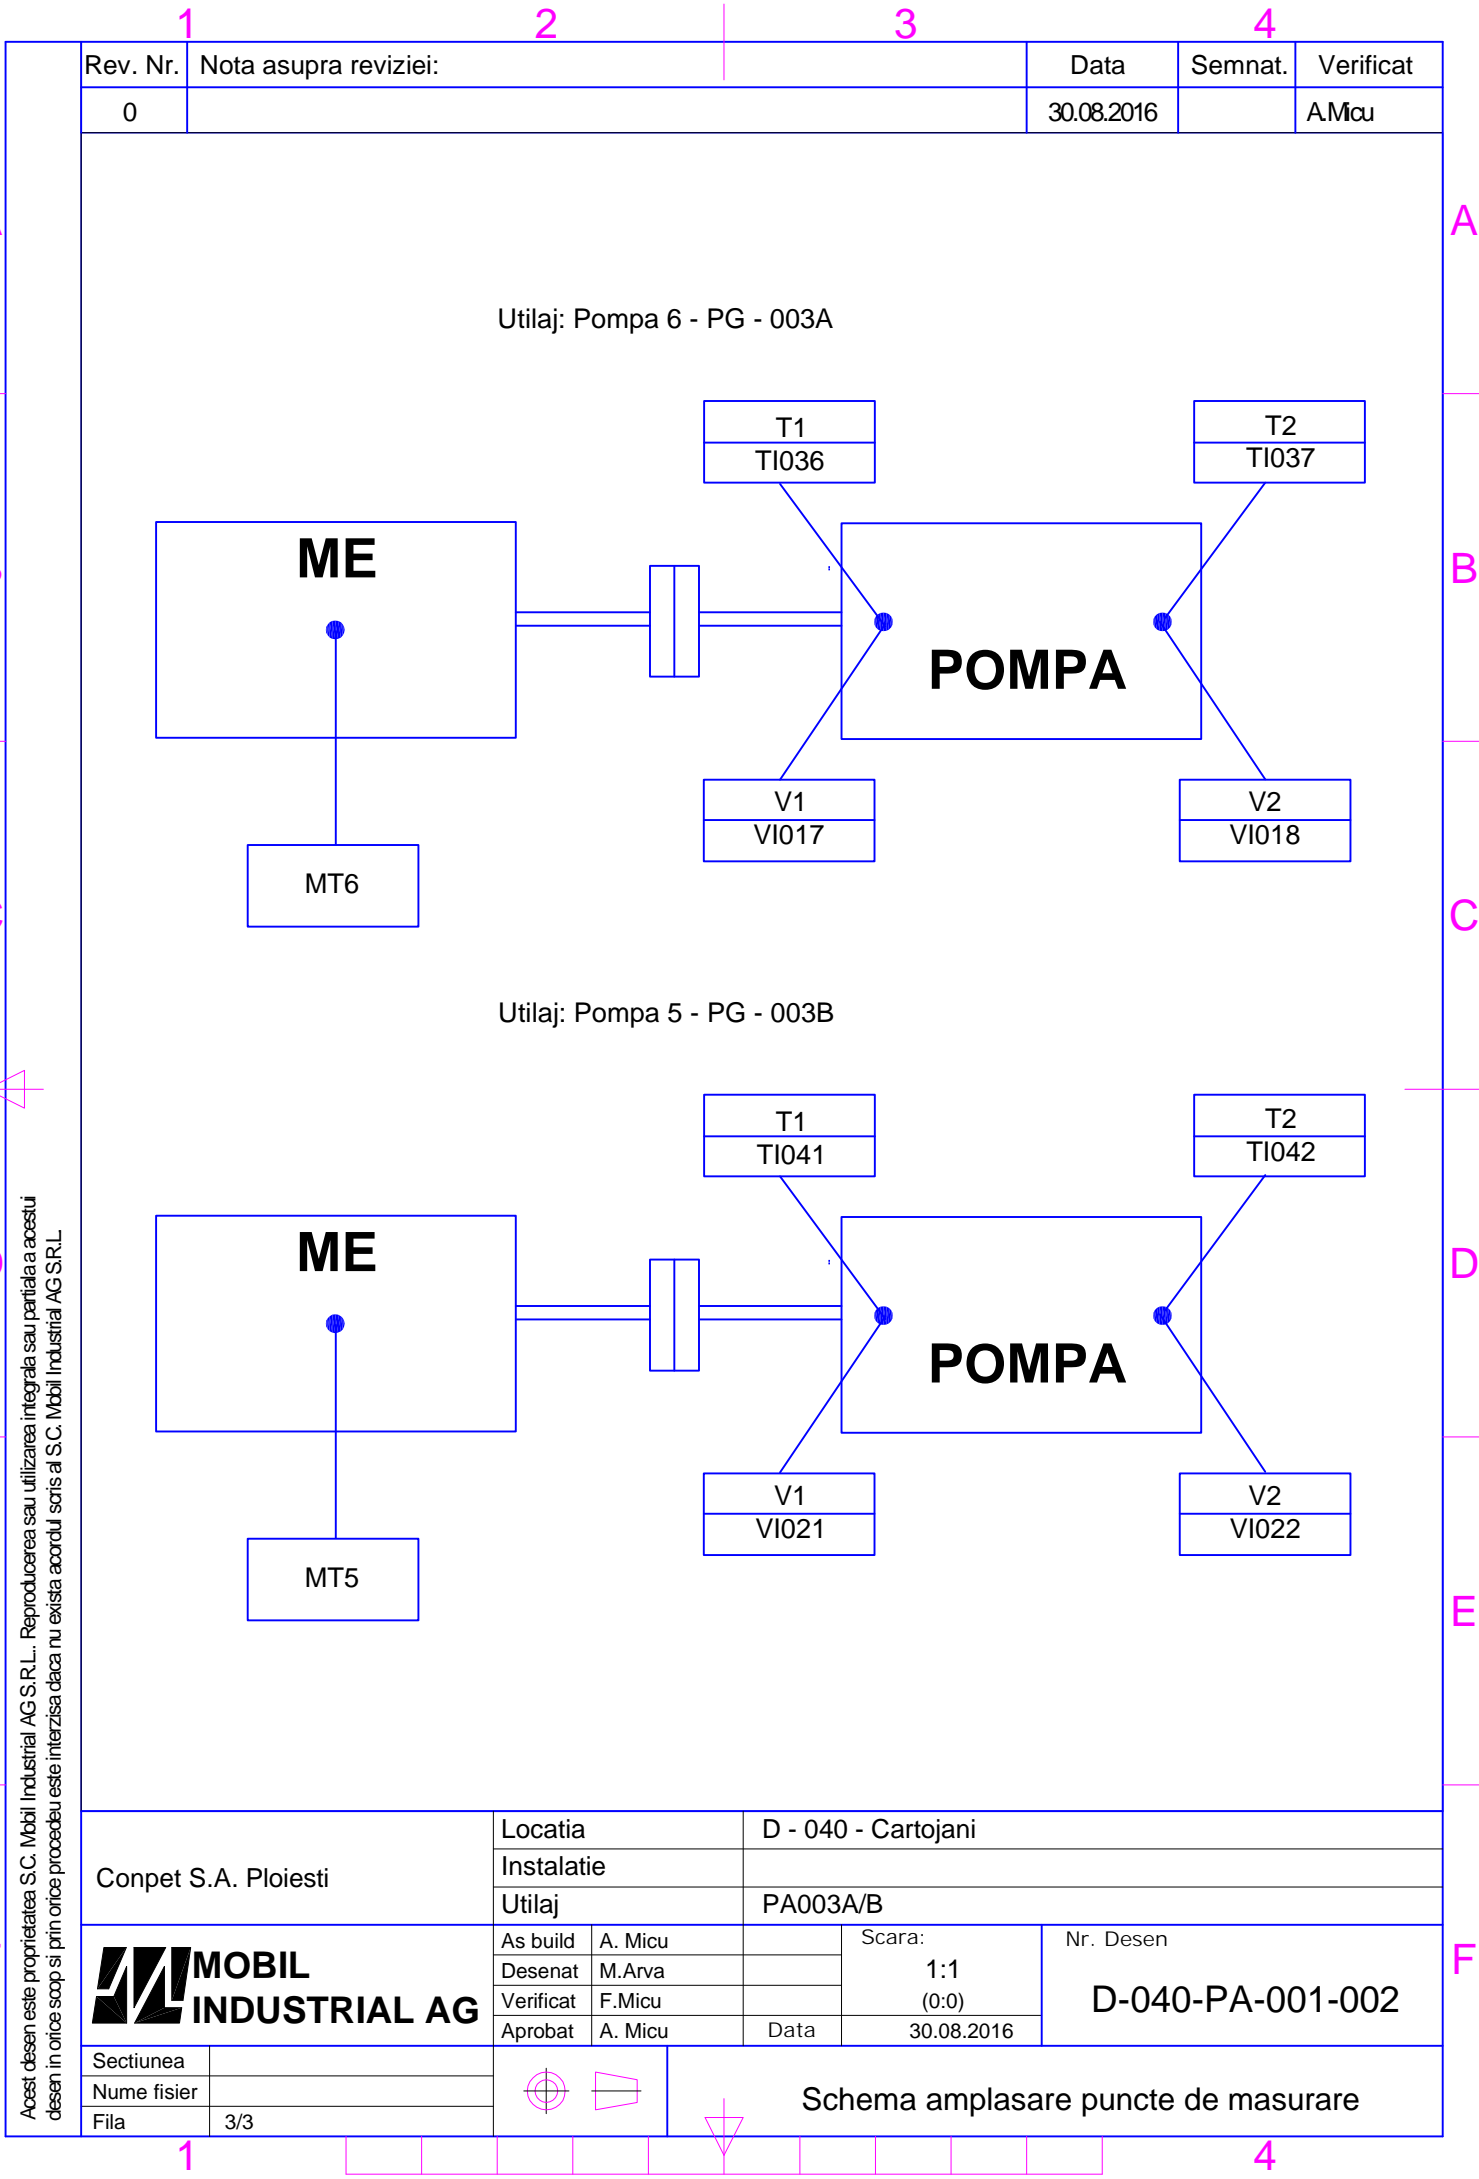 1 2 3 4
Rev. Nr. Nota asupra reviziei: Data Semnat. Verificat
0 30.08.2016 A.Micu
A
Utilaj: Pompa 6 - PG - 003A
T1
TI036
T2
TI037
ME
B
POMPA
V1
VI017
V2
VI018
MT6
C
Utilaj: Pompa 5 - PG - 003B
T1
TI041
T2
TI042
ME
D
POMPA
V1
VI021
V2
VI022
MT5
E
Acest desen este proprietatea S.C. Mobil Industrial AG S.R.L.. Reproducerea sau utilizarea integrala sau partiala a acestui
desen in orice scop si prin orice procedeu este interzisa daca nu exista acordul scris al S.C. Mobil Industrial AG S.R.L.
Conpet S.A. Ploiesti
Locatia D - 040 - Cartojani
Instalatie
Utilaj PA003A/B
MOBIL
INDUSTRIAL AG
As build A. Micu
Desenat M.Arva
Verificat F.Micu
Aprobat A. Micu Data 30.08.2016
Scara:
1:1
(0:0)
Nr. Desen
D-040-PA-001-002
F
Sectiunea
Nume fisier
Fila 3/3
Schema amplasare puncte de masurare
1 4